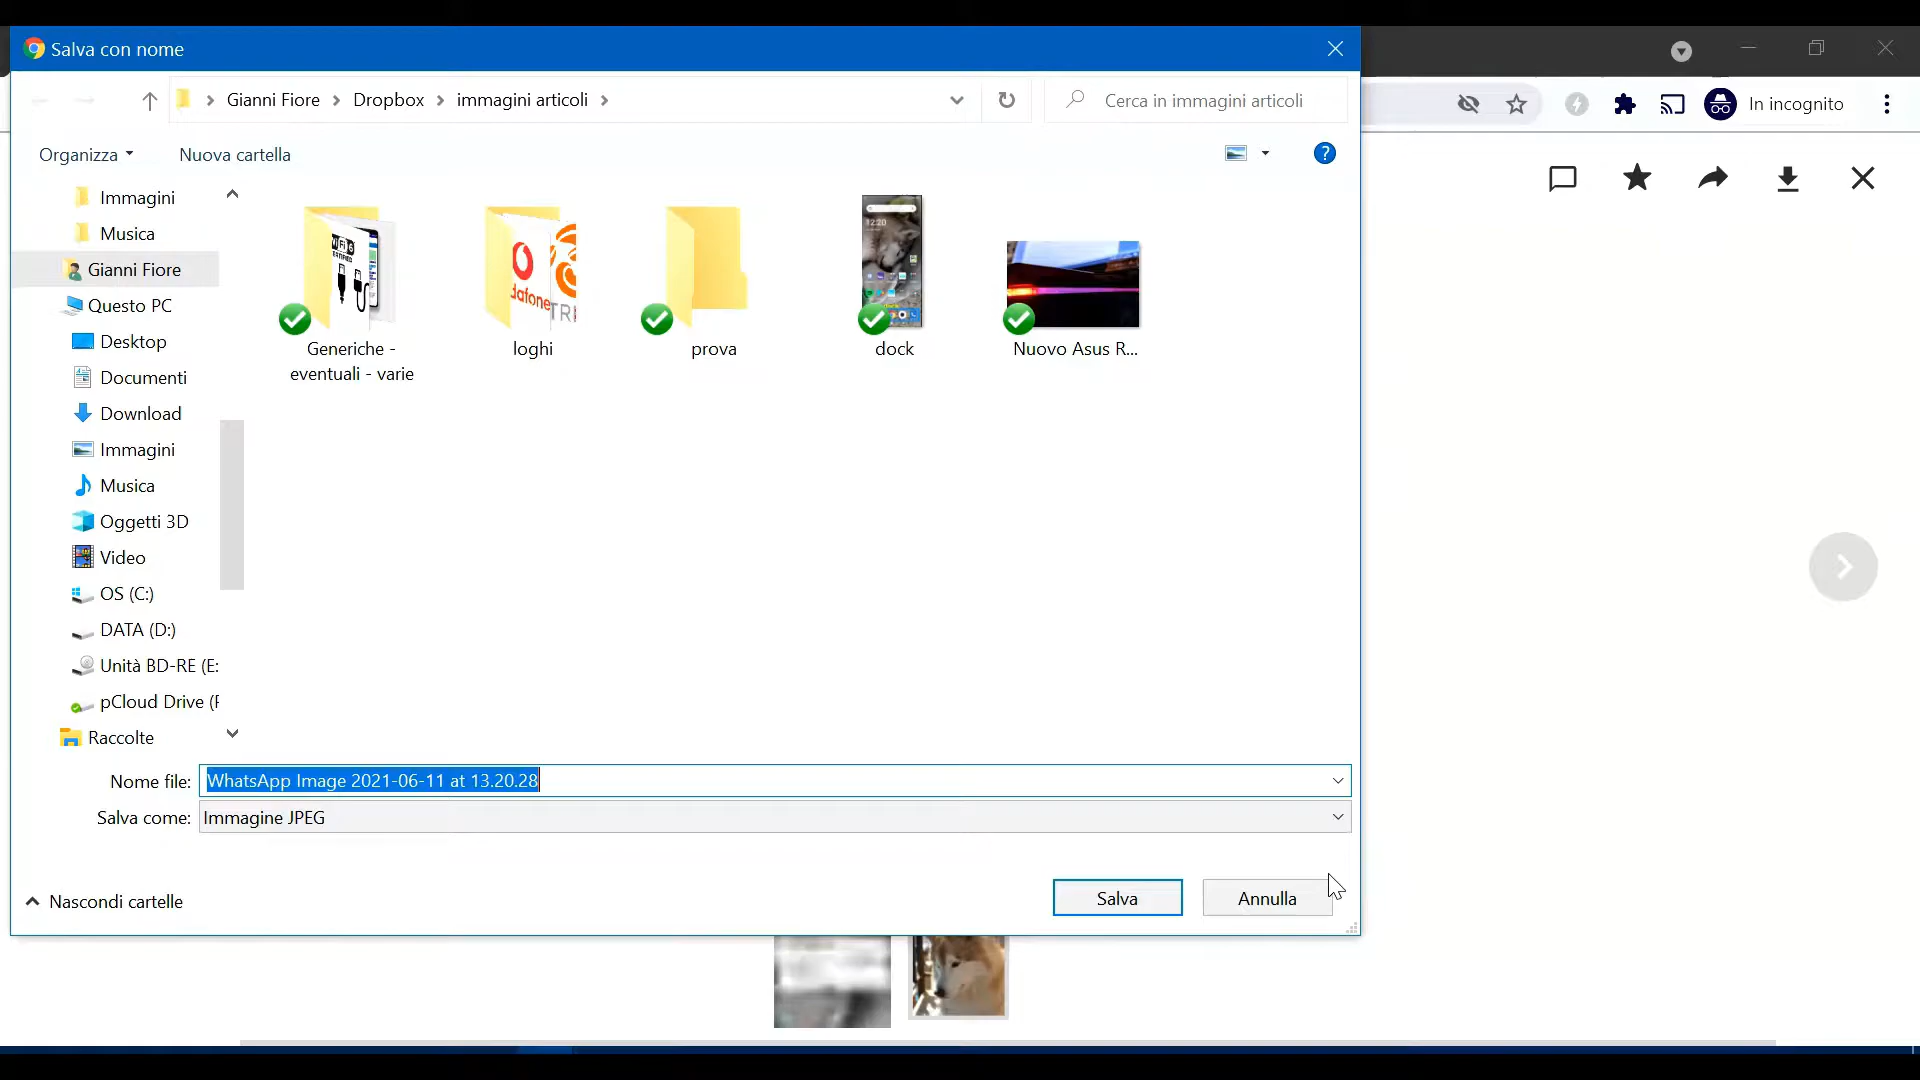 Salva con nome
Gianni Fiore
Dropbox
immagini articoli
Cerca in immagini articoli
In incognito
Organizza
Nuova cartella
?
Immagini
Musica
Gianni Fiore
Questo PC
Desktop
Documenti
Download
Immagini
Musica
Oggetti 3D
Video
OS (C:)
DATA (D:)
Unità BD-RE (E:
pCloud Drive (
Raccolte
12:20
Generiche -
eventuali - varie
loghi
prova
dock
Nuovo Asus R...
Nome file:
WhatsApp Image 2021-06-11 at 13.20.28
Salva come:
Immagine JPEG
Nascondi cartelle
Salva
Annulla